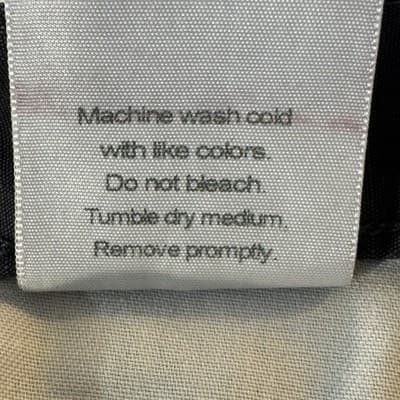 Machine wash cold
with like colors.
Do not bleach.
Tumble dry medium.
Remove promptly.